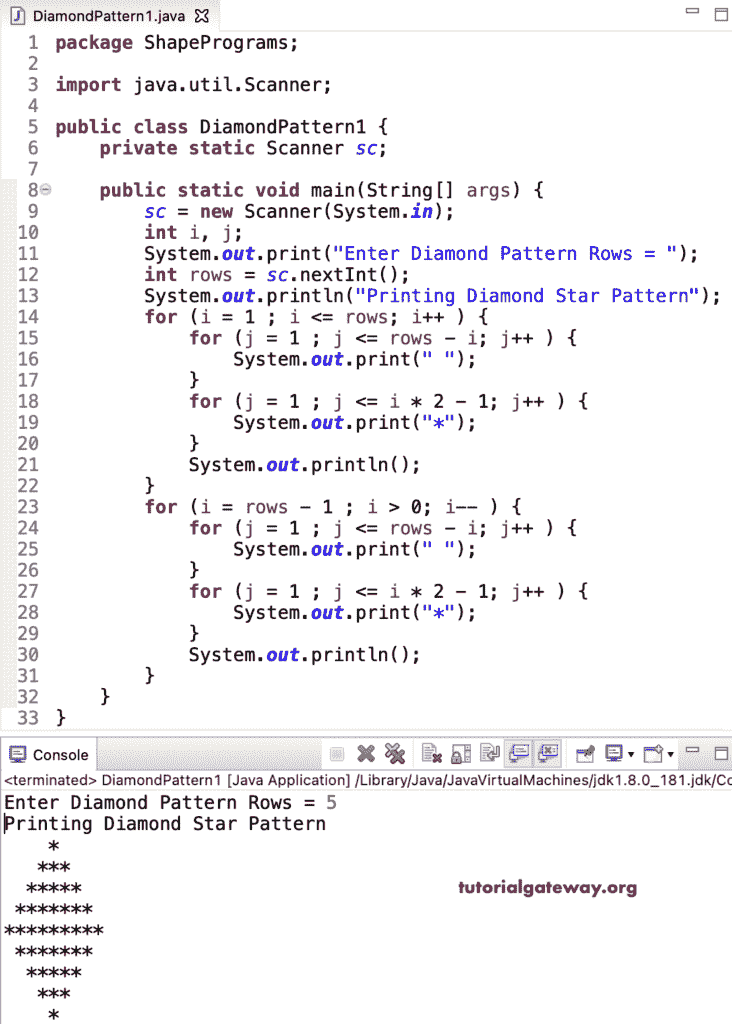 DiamondPattern1.java
1 package ShapePrograms;
2
3 import java.util.Scanner;
4
5 public class DiamondPattern1 {
6     private static Scanner sc;
7
8     public static void main(String[] args) {
9         sc = new Scanner(System.in);
10         int i, j;
11         System.out.print("Enter Diamond Pattern Rows = ");
12         int rows = sc.nextInt();
13         System.out.println("Printing Diamond Star Pattern");
14         for (i = 1 ; i <= rows; i++ ) {
15             for (j = 1 ; j <= rows - i; j++ ) {
16                 System.out.print(" ");
17             }
18             for (j = 1 ; j <= i * 2 - 1; j++ ) {
19                 System.out.print("*");
20             }
21             System.out.println();
22         }
23         for (i = rows - 1 ; i > 0; i-- ) {
24             for (j = 1 ; j <= rows - i; j++ ) {
25                 System.out.print(" ");
26             }
27             for (j = 1 ; j <= i * 2 - 1; j++ ) {
28                 System.out.print("*");
29             }
30             System.out.println();
31         }
32     }
33 }
Console
<terminated> DiamondPattern1 [Java Application] /Library/Java/JavaVirtualMachines/jdk1.8.0_181.jdk/Co
Enter Diamond Pattern Rows = 5
Printing Diamond Star Pattern
    *
   ***
  *****
tutorialgateway.org
 *******
*********
 *******
  *****
   ***
    *